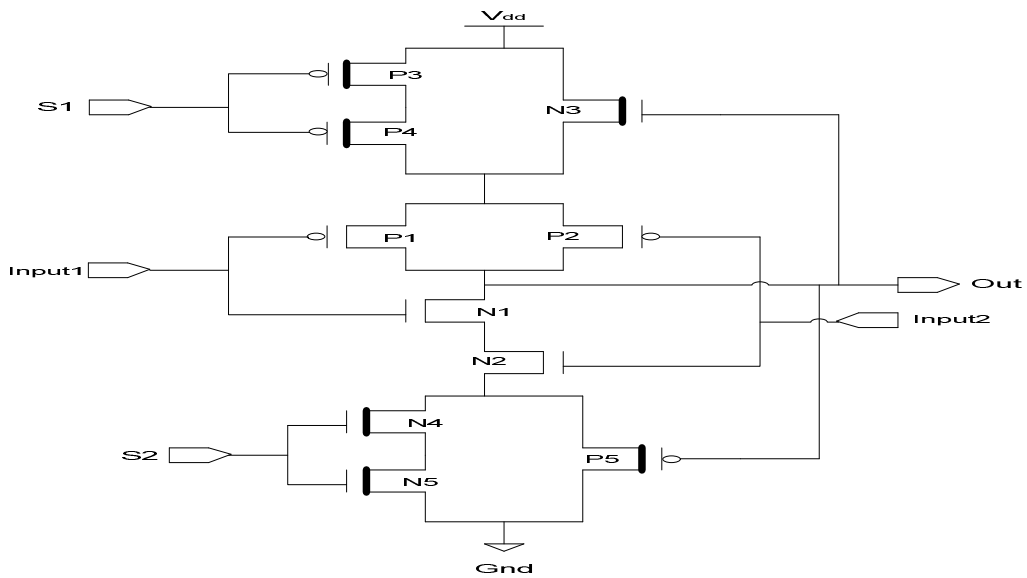 Vdd
P3
S1
N3
P4
P1
P2
Input1
N1
Out
Input2
N2
N4
S2
P5
N5
Gnd